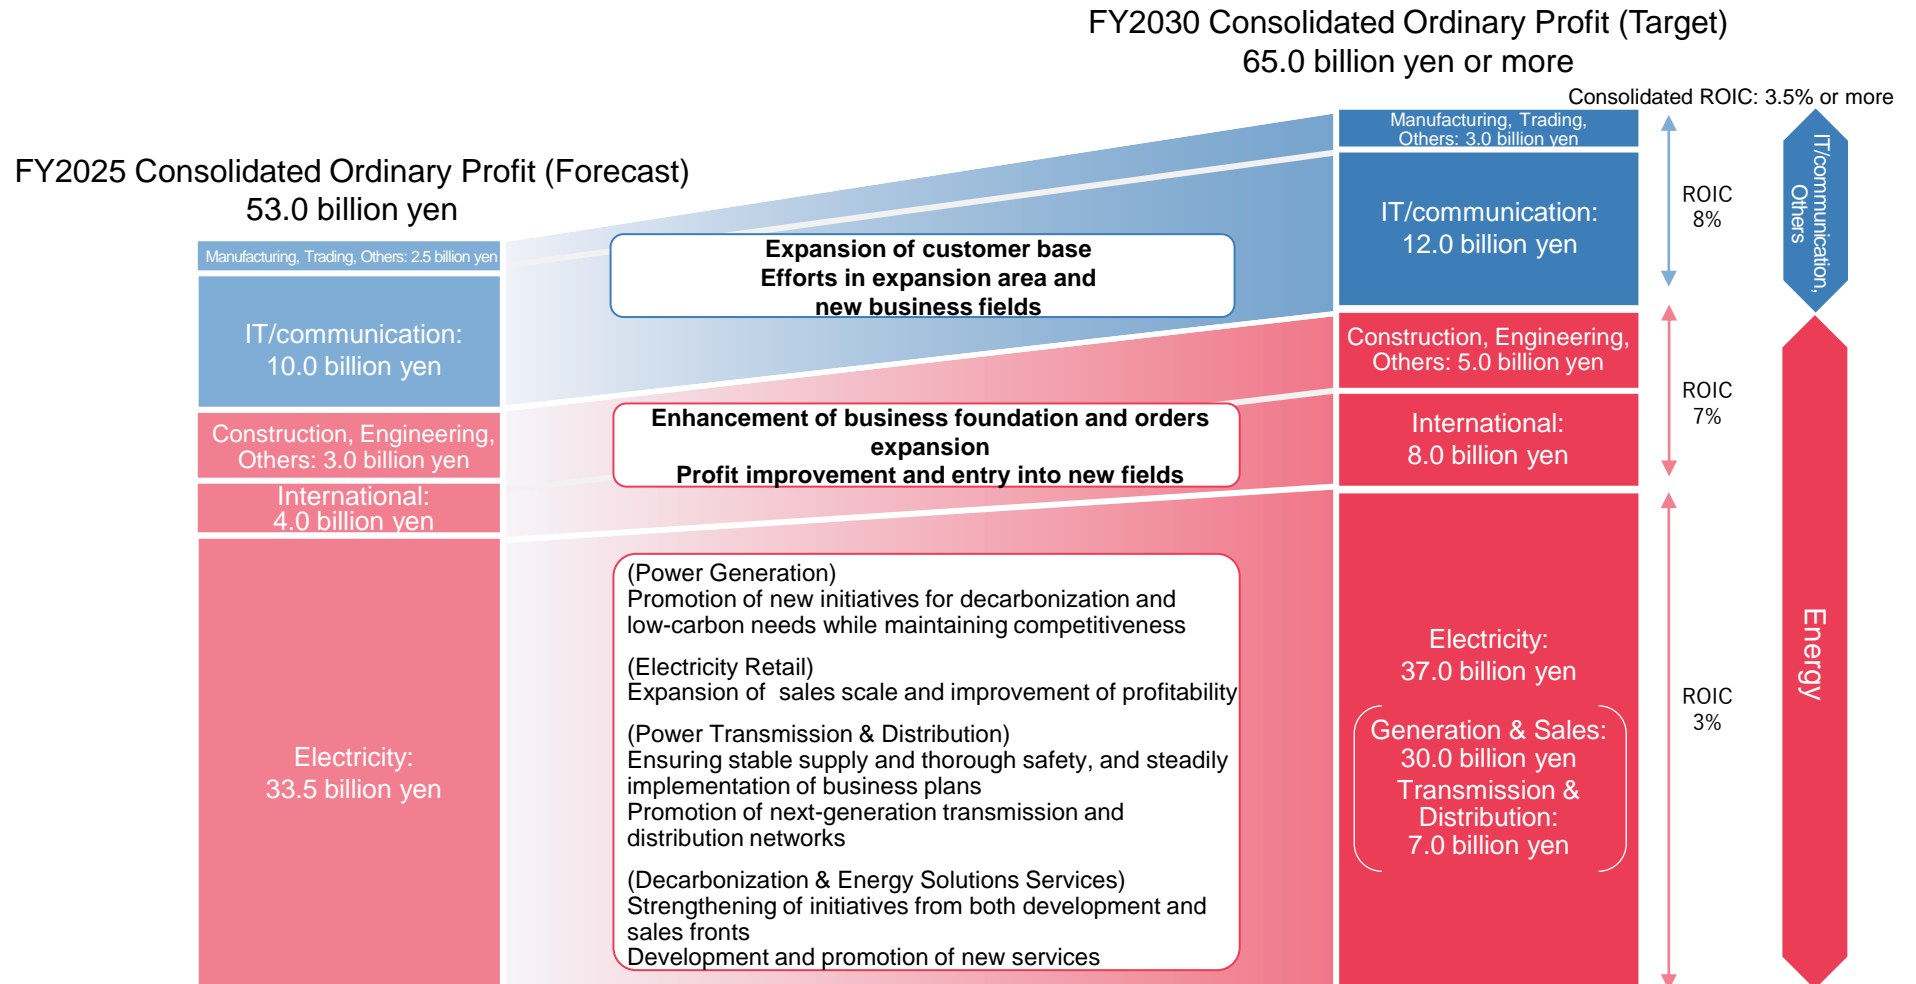 FY2030 Consolidated Ordinary Profit (Target)
65.0 billion yen or more
Consolidated ROIC: 3.5% or more
FY2025 Consolidated Ordinary Profit (Forecast)
53.0 billion yen
Manufacturing, Trading, Others: 2.5 billion yen
IT/communication:
10.0 billion yen
Construction, Engineering,
Others: 3.0 billion yen
International:
4.0 billion yen
Electricity:
33.5 billion yen
Expansion of customer base
Efforts in expansion area and
new business fields
Enhancement of business foundation and orders
expansion
Profit improvement and entry into new fields
(Power Generation)
Promotion of new initiatives for decarbonization and
low-carbon needs while maintaining competitiveness
(Electricity Retail)
Expansion of  sales scale and improvement of profitability
(Power Transmission & Distribution)
Ensuring stable supply and thorough safety, and steadily
implementation of business plans
Promotion of next-generation transmission and
distribution networks
(Decarbonization & Energy Solutions Services)
Strengthening of initiatives from both development and
sales fronts
Development and promotion of new services
Manufacturing, Trading,
Others: 3.0 billion yen
IT/communication:
12.0 billion yen
Construction, Engineering,
Others: 5.0 billion yen
International:
8.0 billion yen
Electricity:
37.0 billion yen
Generation & Sales:
30.0 billion yen
Transmission &
Distribution:
7.0 billion yen
ROIC
8%
ROIC
7%
ROIC
3%
IT/communication,
Others
Energy